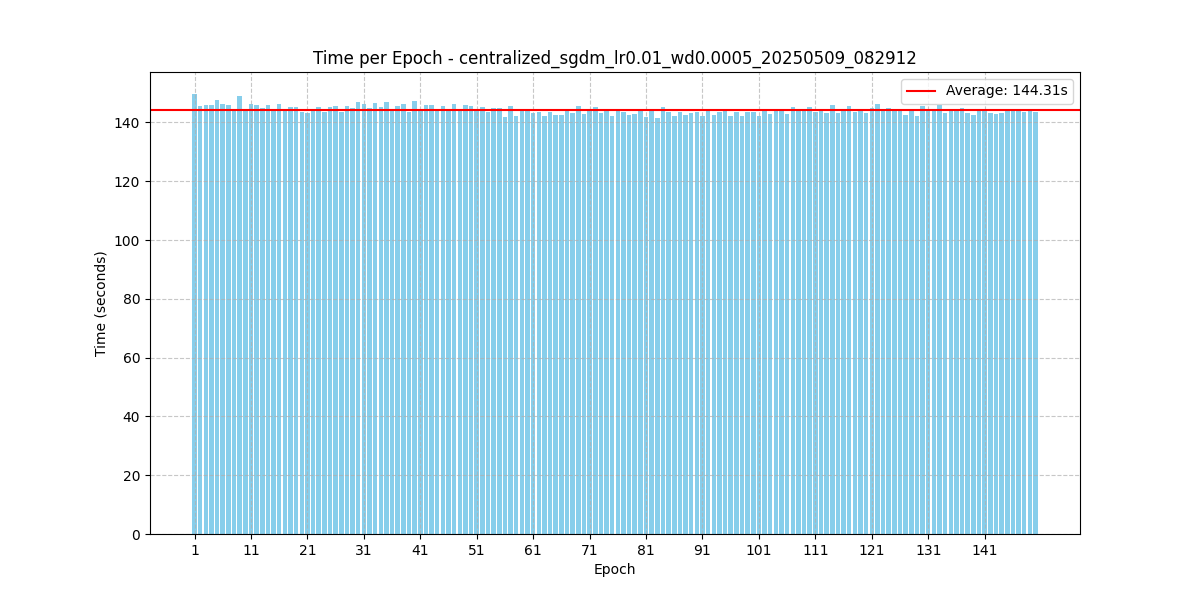 Time per Epoch - centralized_sgdm_lr0.01_wd0.0005_20250509_082912
Average: 144.31s
Time (seconds)
140
120
100
80
60
40
20
0
1 11 21 31 41 51 61 71 81 91 101 111 121 131 141
Epoch